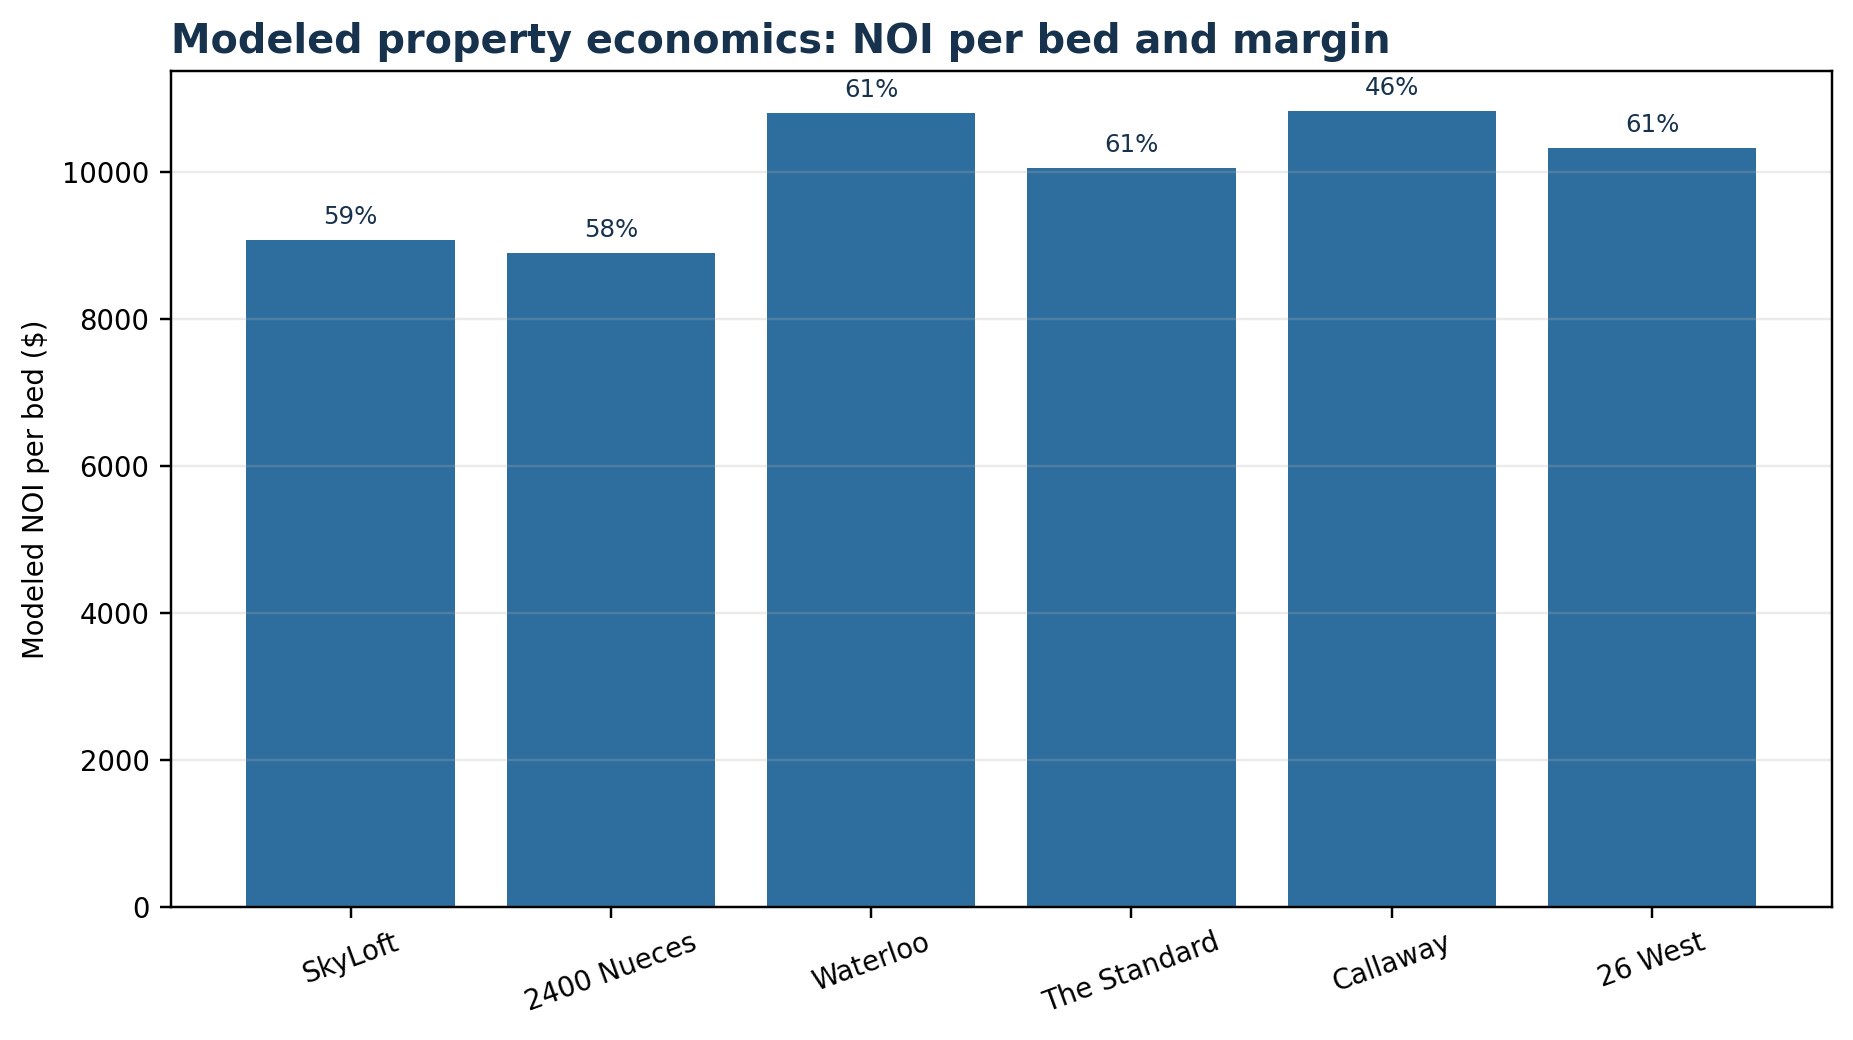 Modeled property economics: NOI per bed and margin
Modeled NOI per bed ($)
10000
8000
6000
4000
2000
0
59%
58%
61%
61%
46%
61%
SkyLoft
2400 Nueces
Waterloo
The Standard
Callaway
26 West